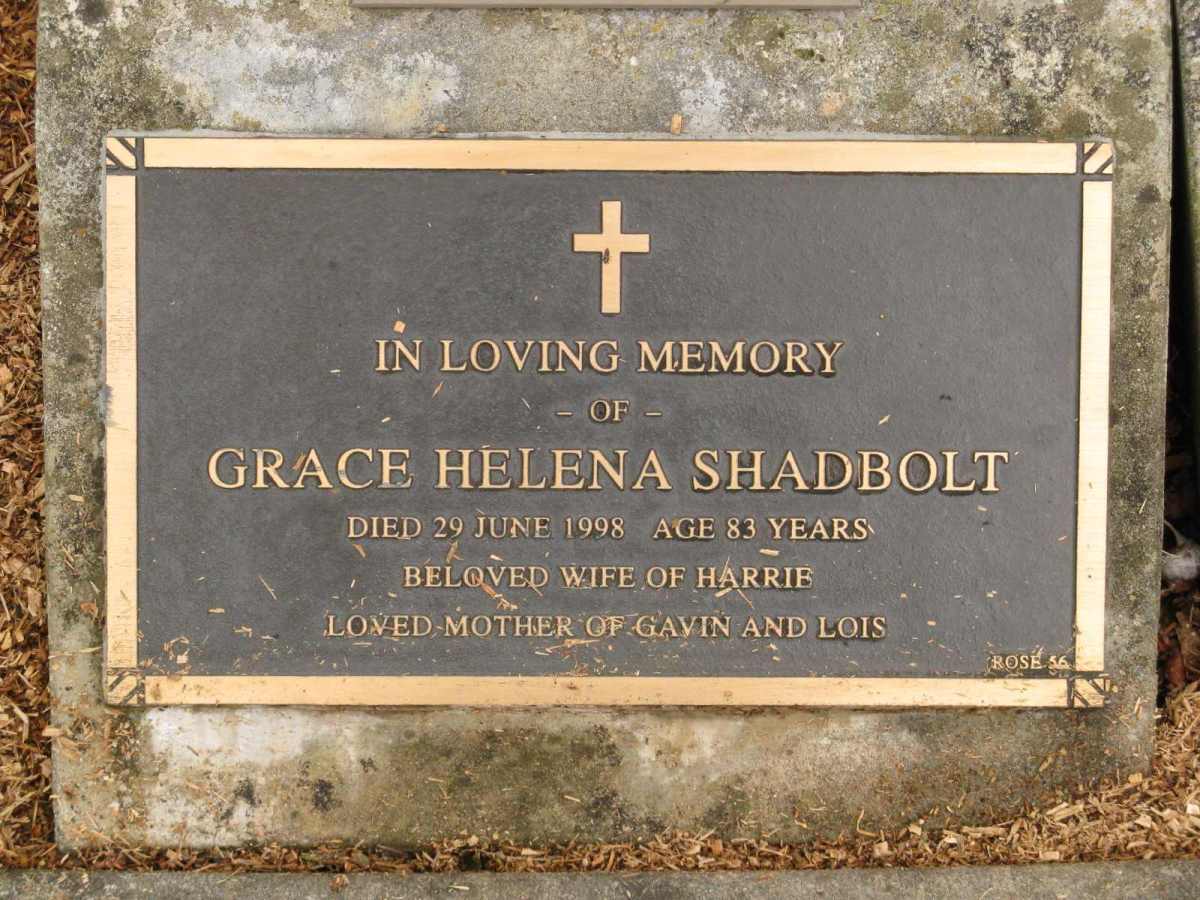 IN LOVING MEMORY
– OF –
GRACE HELENA SHADBOLT
DIED 29 JUNE 1998 AGE 83 YEARS
BELOVED WIFE OF HARRIE
LOVED MOTHER OF GAVIN AND LOIS
ROSE 56